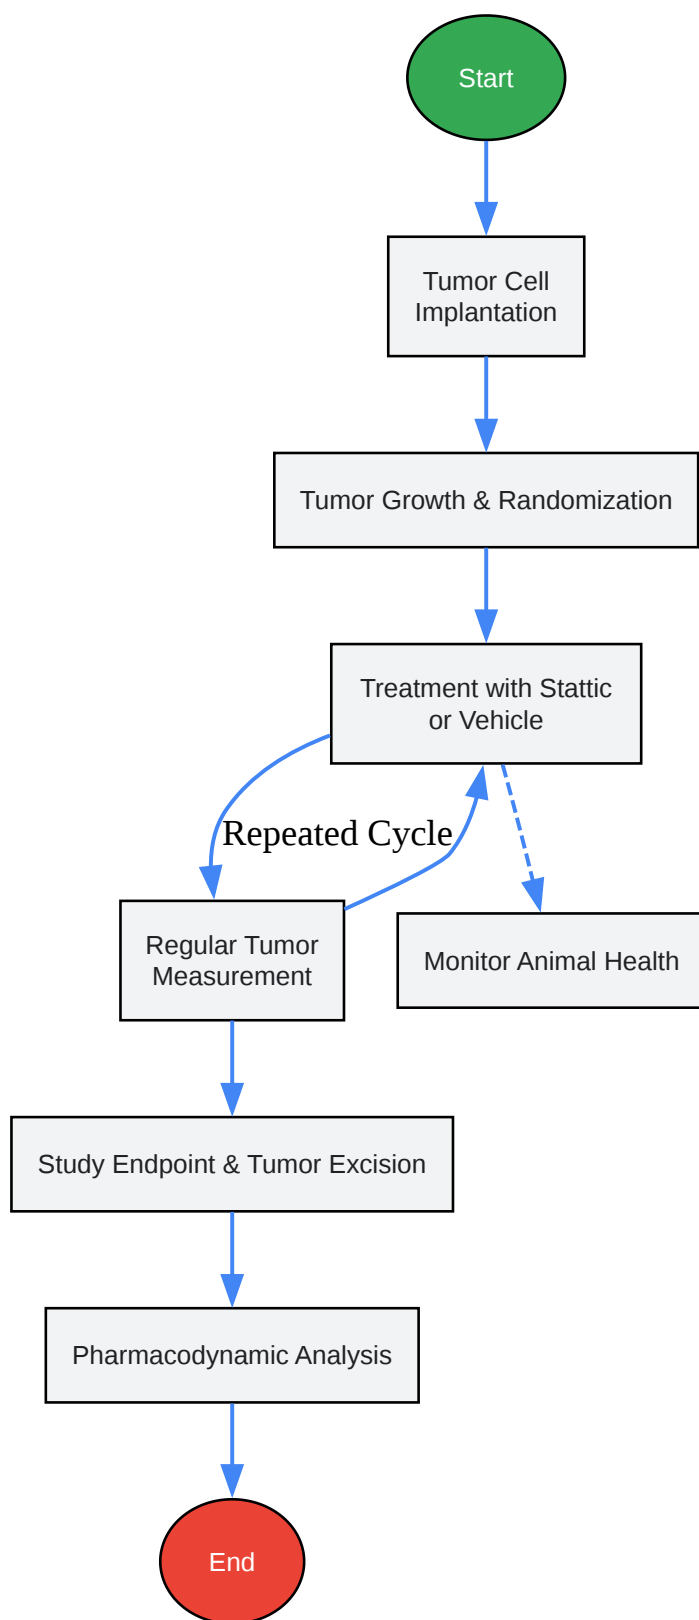 Start
Tumor Cell
Implantation
Tumor Growth & Randomization
Treatment with Stattic
or Vehicle
Repeated Cycle
Regular Tumor
Measurement
Monitor Animal Health
Study Endpoint & Tumor Excision
Pharmacodynamic Analysis
End